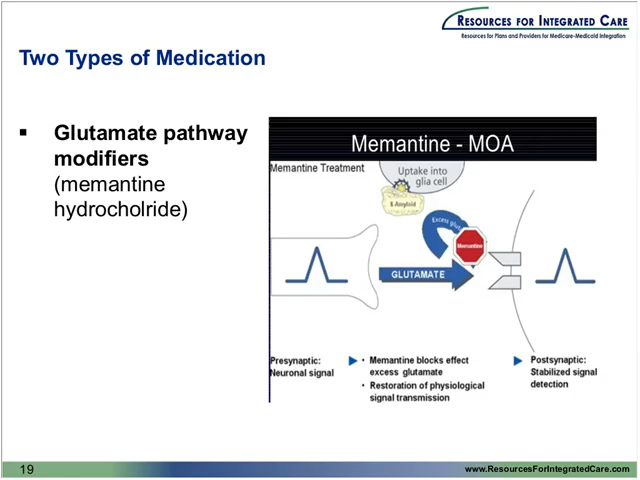 RESOURCES FOR INTEGRATED CARE
Resources for Plans and Providers for Medicare-Medicaid Integration
Two Types of Medication
▪ Glutamate pathway
modifiers
(memantine
hydrocholride)
Memantine - MOA
Memantine Treatment
Uptake into
glia cell
ß Amyloid
Excess glut
Memantine
GLUTAMATE
Presynaptic:
Neuronal signal
• Memantine blocks effect
excess glutamate
• Restoration of physiological
signal transmission
Postsynaptic:
Stabilized signal
detection
19
www.ResourcesForIntegratedCare.com